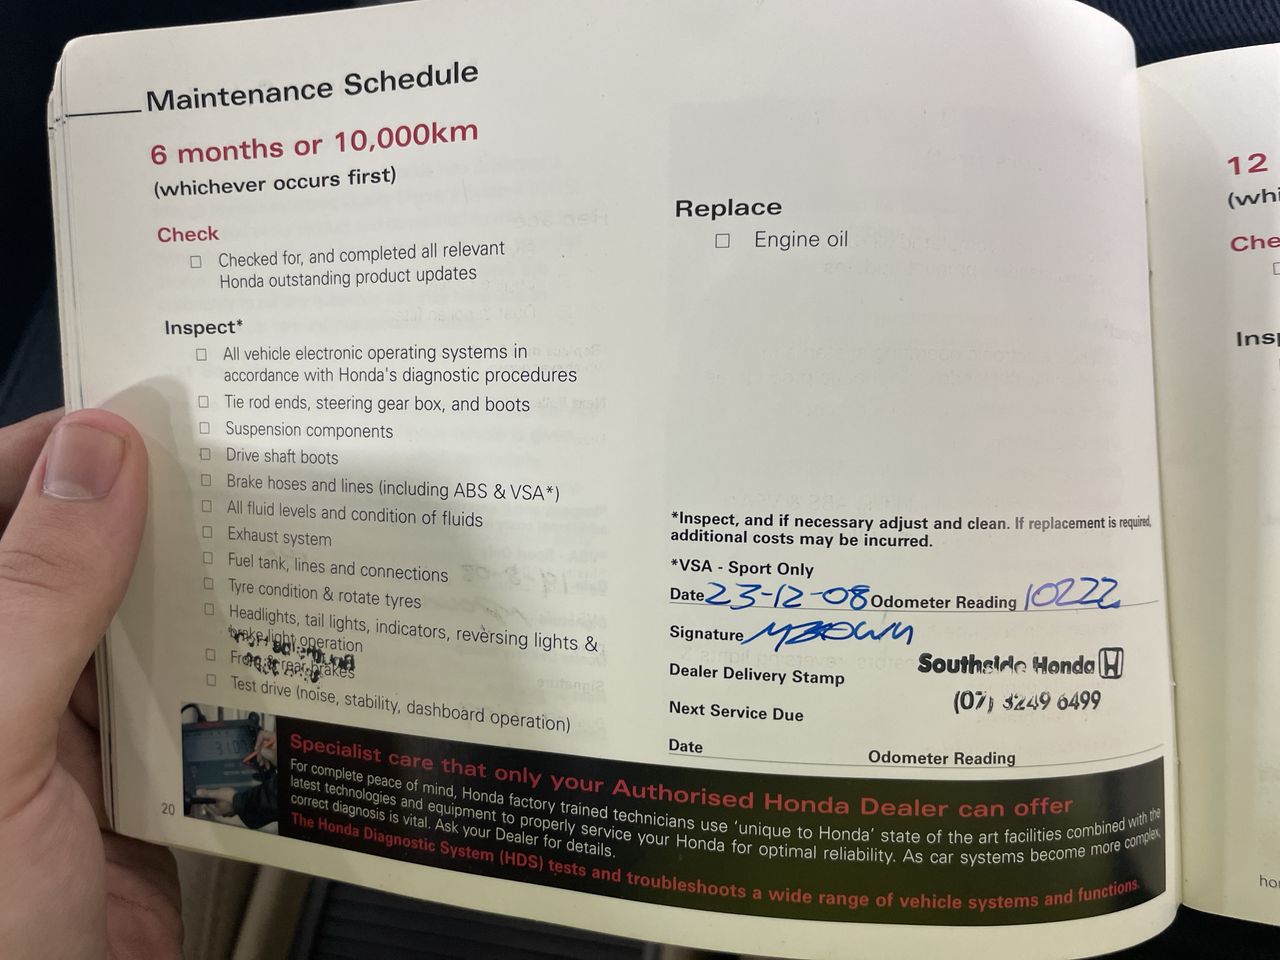 Maintenance Schedule
6 months or 10,000km
(whichever occurs first)
Check
Checked for, and completed all relevant
Honda outstanding product updates
Inspect*
All vehicle electronic operating systems in
accordance with Honda's diagnostic procedures
Tie rod ends, steering gear box, and boots
Suspension components
Drive shaft boots
Brake hoses and lines (including ABS & VSA*)
All fluid levels and condition of fluids
Exhaust system
Fuel tank, lines and connections
Tyre condition & rotate tyres
Headlights, tail lights, indicators, reversing lights &
brake light operation
Front & rear brakes
Test drive (noise, stability, dashboard operation)
Replace
Engine oil
*Inspect, and if necessary adjust and clean. If replacement is required,
additional costs may be incurred.
*VSA - Sport Only
Date 23-12-08 Odometer Reading 10222
Signature
Dealer Delivery Stamp
Southside Honda
(07) 3249 6499
Next Service Due
Date Odometer Reading
Specialist care that only your Authorised Honda Dealer can offer
For complete peace of mind, Honda factory trained technicians use 'unique to Honda' state of the art facilities combined with the
latest technologies and equipment to properly service your Honda for optimal reliability. As car systems become more complex,
correct diagnosis is vital. Ask your Dealer for details.
The Honda Diagnostic System (HDS) tests and troubleshoots a wide range of vehicle systems and functions.
20
12
(whi
Che
Insp